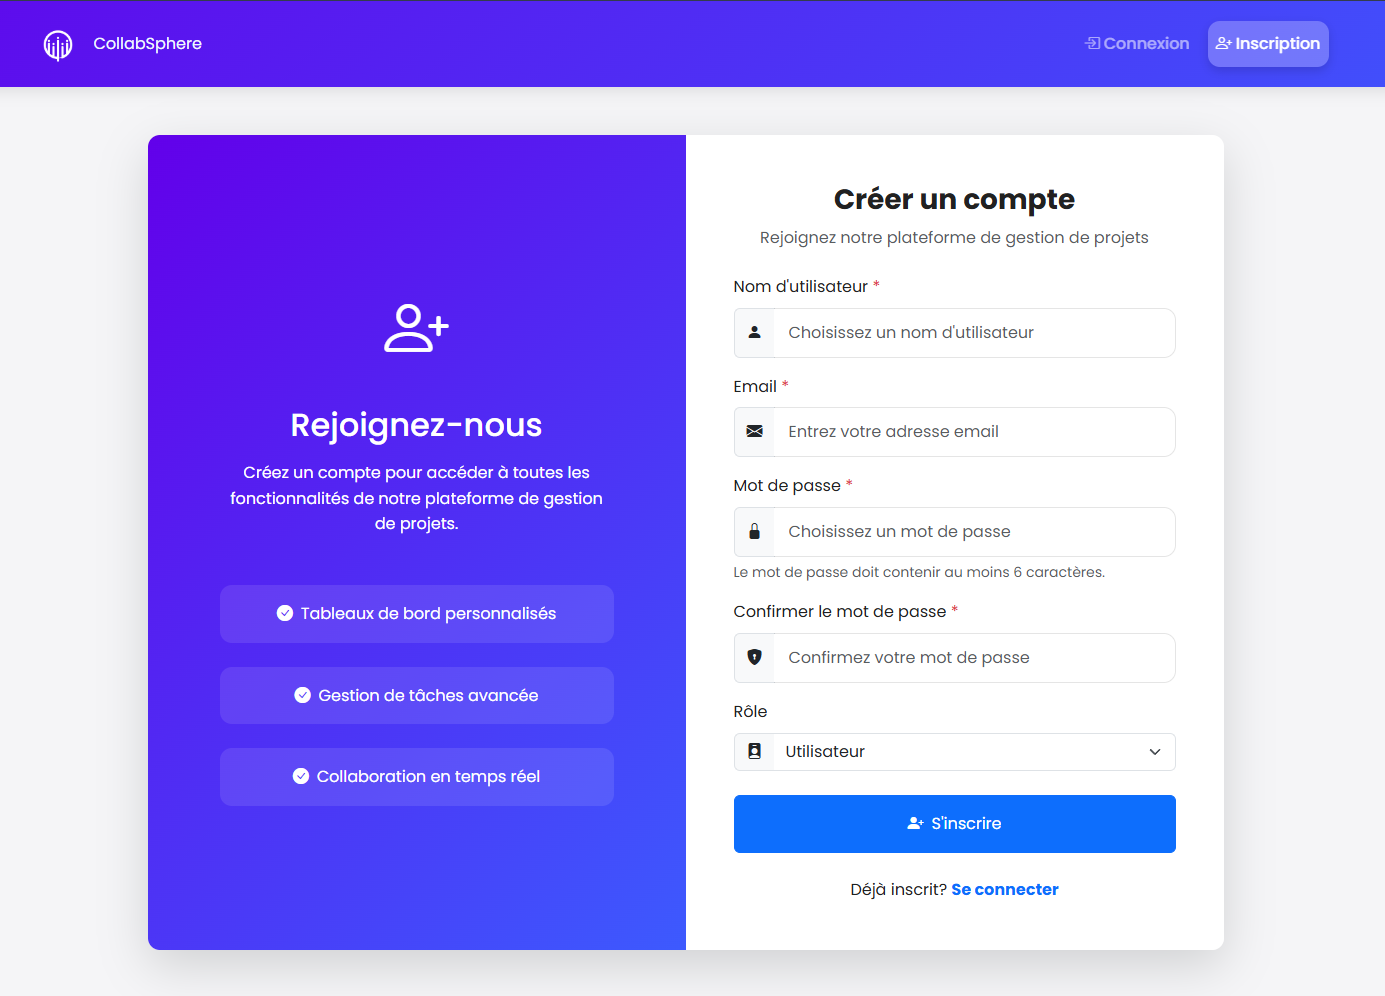 CollabSphere
Connexion
Inscription
Rejoignez-nous
Créez un compte pour accéder à toutes les
fonctionnalités de notre plateforme de gestion
de projets.
Tableaux de bord personnalisés
Gestion de tâches avancée
Collaboration en temps réel
Créer un compte
Rejoignez notre plateforme de gestion de projets
Nom d'utilisateur *
Choisissez un nom d'utilisateur
Email *
Entrez votre adresse email
Mot de passe *
Choisissez un mot de passe
Le mot de passe doit contenir au moins 6 caractères.
Confirmer le mot de passe *
Confirmez votre mot de passe
Rôle
Utilisateur
S'inscrire
Déjà inscrit? Se connecter